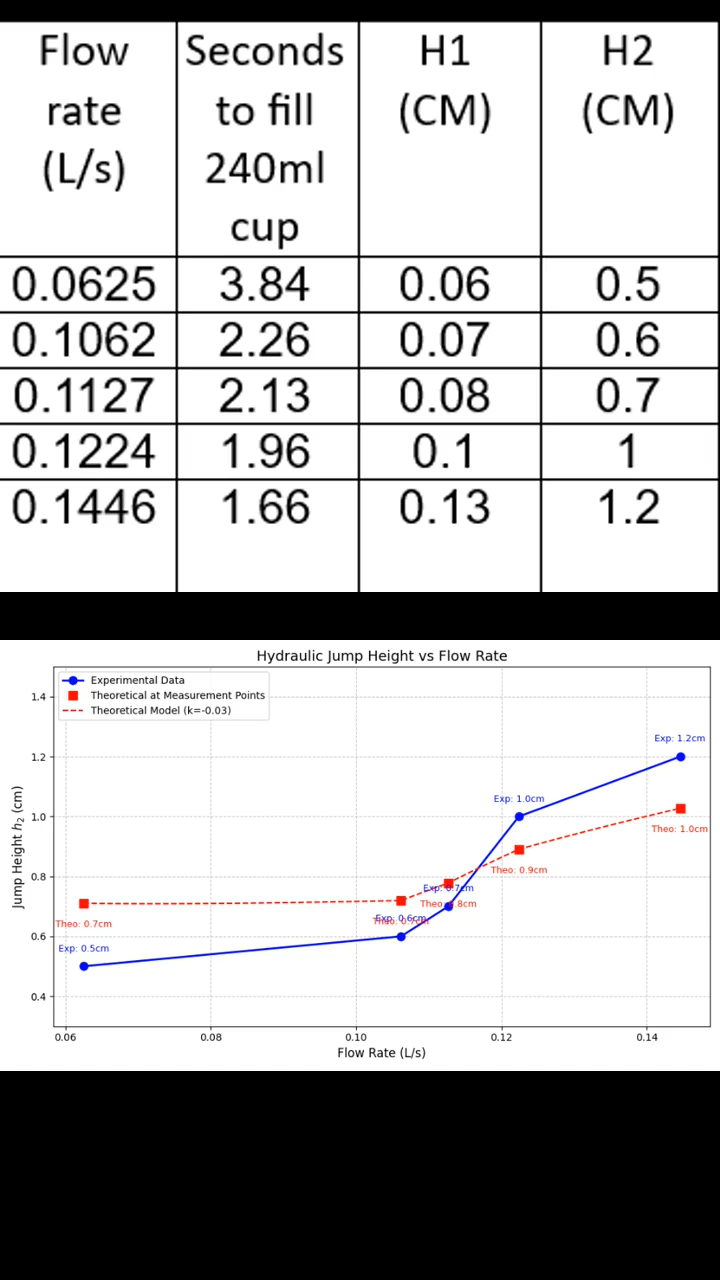 Flow rate (L/s) Seconds to fill 240ml cup H1 (CM) H2 (CM)
0.0625 3.84 0.06 0.5
0.1062 2.26 0.07 0.6
0.1127 2.13 0.08 0.7
0.1224 1.96 0.1 1
0.1446 1.66 0.13 1.2
Hydraulic Jump Height vs Flow Rate
Experimental Data
Theoretical at Measurement Points
Theoretical Model (k=-0.03)
Jump Height h₂ (cm)
1.4
1.2
1.0
0.8
0.6
0.4
Exp: 1.2cm
Exp: 1.0cm
Theo: 1.0cm
Theo: 0.9cm
Exp: 0.7cm
Theo: 0.8cm
Exp: 0.6cm
Theo: 0.7cm
Theo: 0.7cm
Exp: 0.5cm
0.06 0.08 0.10 0.12 0.14
Flow Rate (L/s)